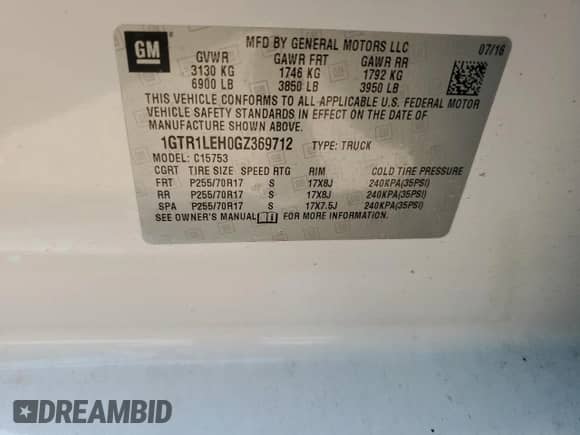 GM
MFD BY GENERAL MOTORS LLC 07/16
GVWR GAWR FRT GAWR RR
3130 KG 1746 KG 1792 KG
6900 LB 3850 LB 3950 LB
THIS VEHICLE CONFORMS TO ALL APPLICABLE U.S. FEDERAL MOTOR
VEHICLE SAFETY STANDARDS IN EFFECT ON THE DATE OF
MANUFACTURE SHOWN ABOVE.
1GTR1LEH0GZ369712 TYPE: TRUCK
MODEL: C15753
CGRT TIRE SIZE SPEED RTG RIM COLD TIRE PRESSURE
FRT P255/70R17 S 17X8J 240KPA(35PSI)
RR P255/70R17 S 17X8J 240KPA(35PSI)
SPA P255/70R17 S 17X7.5J 240KPA(35PSI)
SEE OWNER'S MANUAL FOR MORE INFORMATION.
DREAMBID